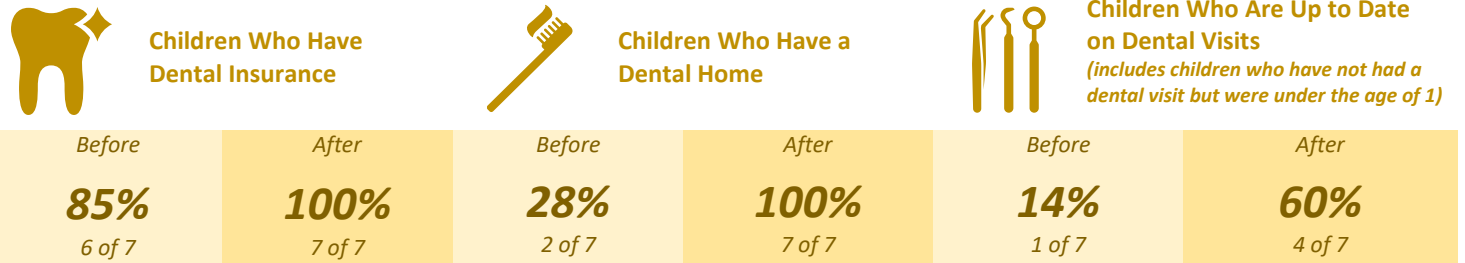 Children Who Have
Dental Insurance
Children Who Have a
Dental Home
Children Who Are Up to Date
on Dental Visits
(includes children who have not had a
dental visit but were under the age of 1)
Before
After
Before
After
Before
After
85%
100%
28%
100%
14%
60%
6 of 7
7 of 7
2 of 7
7 of 7
1 of 7
4 of 7